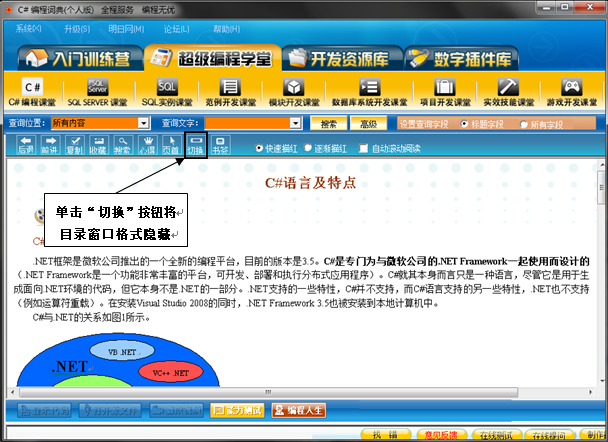 C# 编程词典(个人版) 全程服务 编程无忧
系统(X) 升级(S) 明日网(M) 论坛(L) 帮助(H)
入门训练营 超级编程学堂 开发资源库 数字插件库
C# SQL Server SQL
C# 编程课堂 SQL SERVER 课堂 SQL实例课堂 范例开发课堂 模块开发课堂 数据库系统开发课堂 项目开发课堂 实效技能课堂 游戏开发课堂
查询位置: 所有内容 查询文字: 搜索 高级 设置查询字段 标题字段 所有字段
后退 前进 复制 收藏 搜索 心得 页首 切换 书签 快速描红 逐渐描红 自动滚动阅读
C#语言及特点
单击“切换”按钮将
目录窗口格式隐藏
C#
.NET框架是微软公司推出的一个全新的编程平台，目前的版本是3.5。C#是专门为与微软公司的.NET Framework一起使用而设计的
（.NET Framework是一个功能非常丰富的平台，可开发、部署和执行分布式应用程序）。C#就其本身而言只是一种语言，尽管它是用于生
成面向.NET环境的代码，但它本身不是.NET的一部分。.NET支持的一些特性，C#并不支持，而C#语言支持的另一些特性，.NET也不支持
（例如运算符重载）。在安装Visual Studio 2008的同时，.NET Framework 3.5也被安装到本地计算机中。
C#与.NET的关系如图1所示。
VB .NET
.NET
VC++ .NET
能力测试 编程人生
找 错 意见反馈 在线测试 在线提词 制作